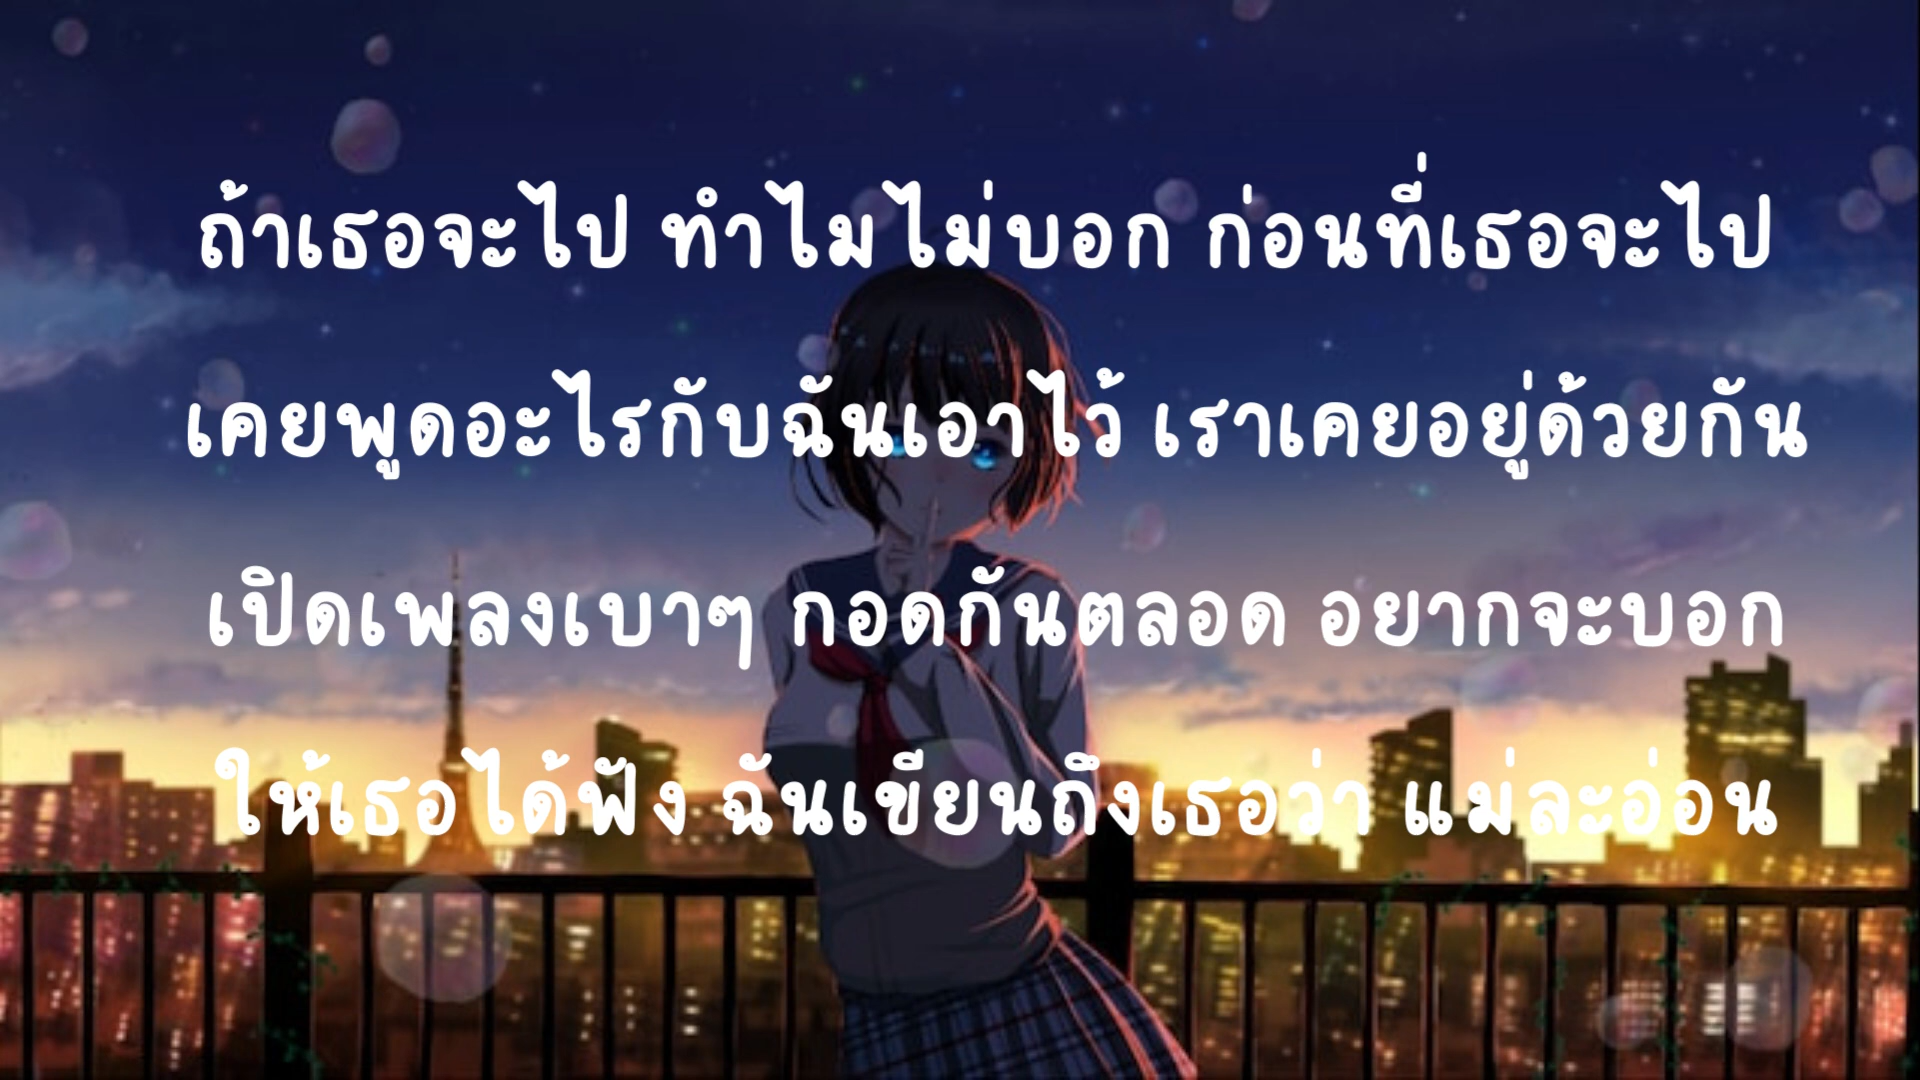 ถ้าเธอจะไป ทำไมไม่บอก ก่อนที่เธอจะไป
เคยพูดอะไรกับฉันเอาไว้ เราเคยอยู่ด้วยกัน
เปิดเพลงเบาๆ กอดกันตลอด อยากจะบอก
ให้เธอได้ฟัง ฉันเขียนถึงเธอว่า แม่ละอ่อน